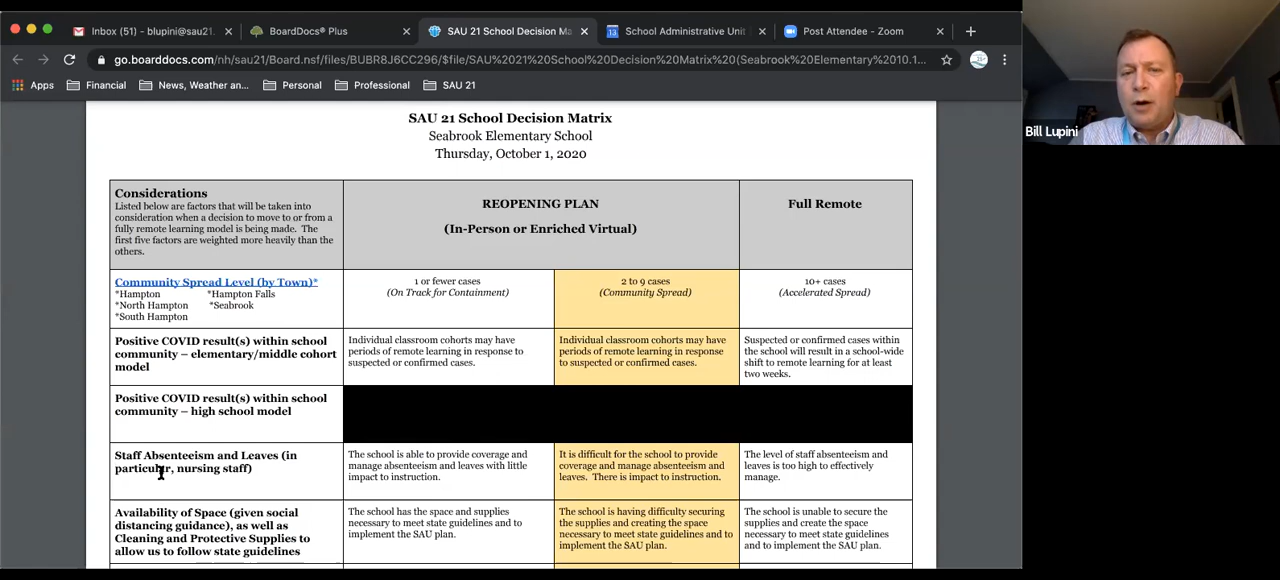 Inbox (51) - blupini@sau21.
BoardDocs® Plus
SAU 21 School Decision Ma
School Administrative Unit
Post Attendee - Zoom
go.boarddocs.com/nh/sau21/Board.nsf/files/BUBR8J6CC296/$file/SAU%2021%20School%20Decision%20Matrix%20(Seabrook%20Elementary%2010.1...
Apps
Financial
News, Weather an...
Personal
Professional
SAU 21
Bill Lupini
SAU 21 School Decision Matrix
Seabrook Elementary School
Thursday, October 1, 2020
Considerations
Listed below are factors that will be taken into
consideration when a decision to move to or from a
fully remote learning model is being made. The
first five factors are weighted more heavily than the
others.
REOPENING PLAN
(In-Person or Enriched Virtual)
Full Remote
Community Spread Level (by Town)*
*Hampton *Hampton Falls
*North Hampton *Seabrook
*South Hampton
1 or fewer cases
(On Track for Containment)
2 to 9 cases
(Community Spread)
10+ cases
(Accelerated Spread)
Positive COVID result(s) within school
community – elementary/middle cohort
model
Individual classroom cohorts may have
periods of remote learning in response to
suspected or confirmed cases.
Individual classroom cohorts may have
periods of remote learning in response
to suspected or confirmed cases.
Suspected or confirmed cases within
the school will result in a school-wide
shift to remote learning for at least
two weeks.
Positive COVID result(s) within school
community – high school model
Staff Absenteeism and Leaves (in
particular, nursing staff)
The school is able to provide coverage and
manage absenteeism and leaves with little
impact to instruction.
It is difficult for the school to provide
coverage and manage absenteeism and
leaves. There is impact to instruction.
The level of staff absenteeism and
leaves is too high to effectively
manage.
Availability of Space (given social
distancing guidance), as well as
Cleaning and Protective Supplies to
allow us to follow state guidelines
The school has the space and supplies
necessary to meet state guidelines and to
implement the SAU plan.
The school is having difficulty securing
the supplies and creating the space
necessary to meet state guidelines and to
implement the SAU plan.
The school is unable to secure the
supplies and create the space
necessary to meet state guidelines
and to implement the SAU plan.